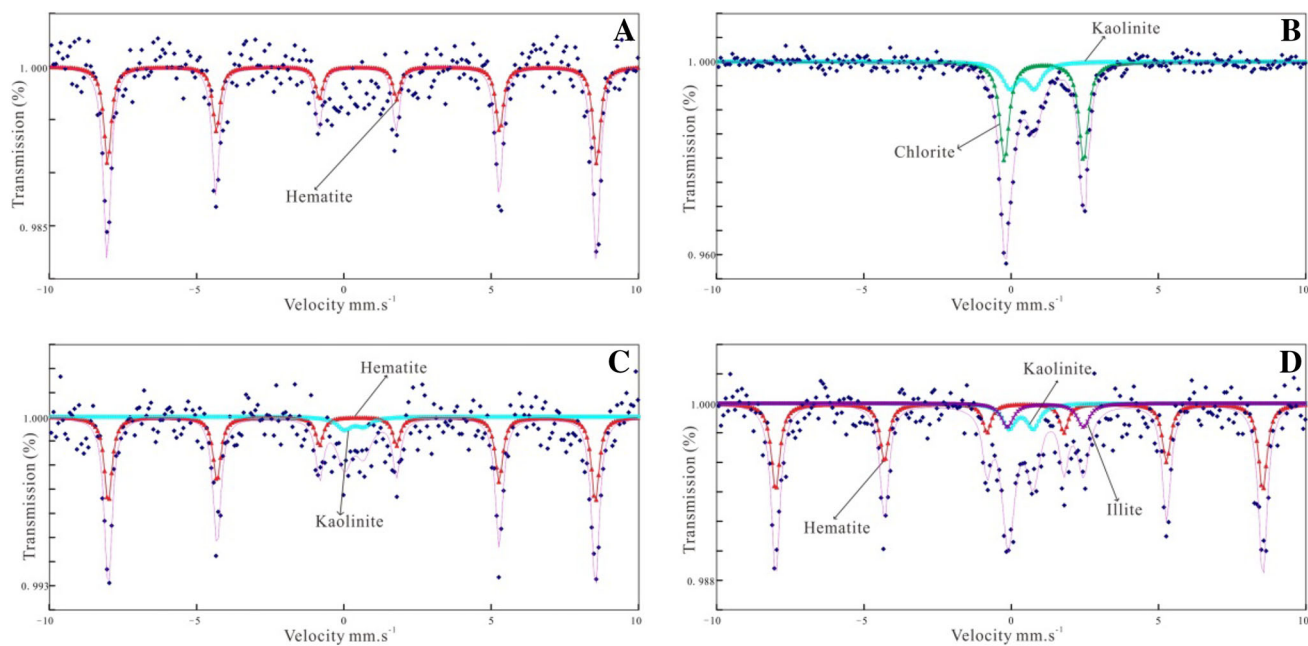 A
1.000
0.985
Transmission (%)
Hematite
−10
−5
0
5
10
Velocity mm.s⁻¹
B
1.000
0.960
Transmission (%)
Kaolinite
Chlorite
−10
−5
0
5
10
Velocity mm.s⁻¹
C
1.000
0.993
Transmission (%)
Hematite
Kaolinite
−10
−5
0
5
10
Velocity mm.s⁻¹
D
1.000
0.988
Transmission (%)
Kaolinite
Hematite
Illite
−10
−5
0
5
10
Velocity mm.s⁻¹